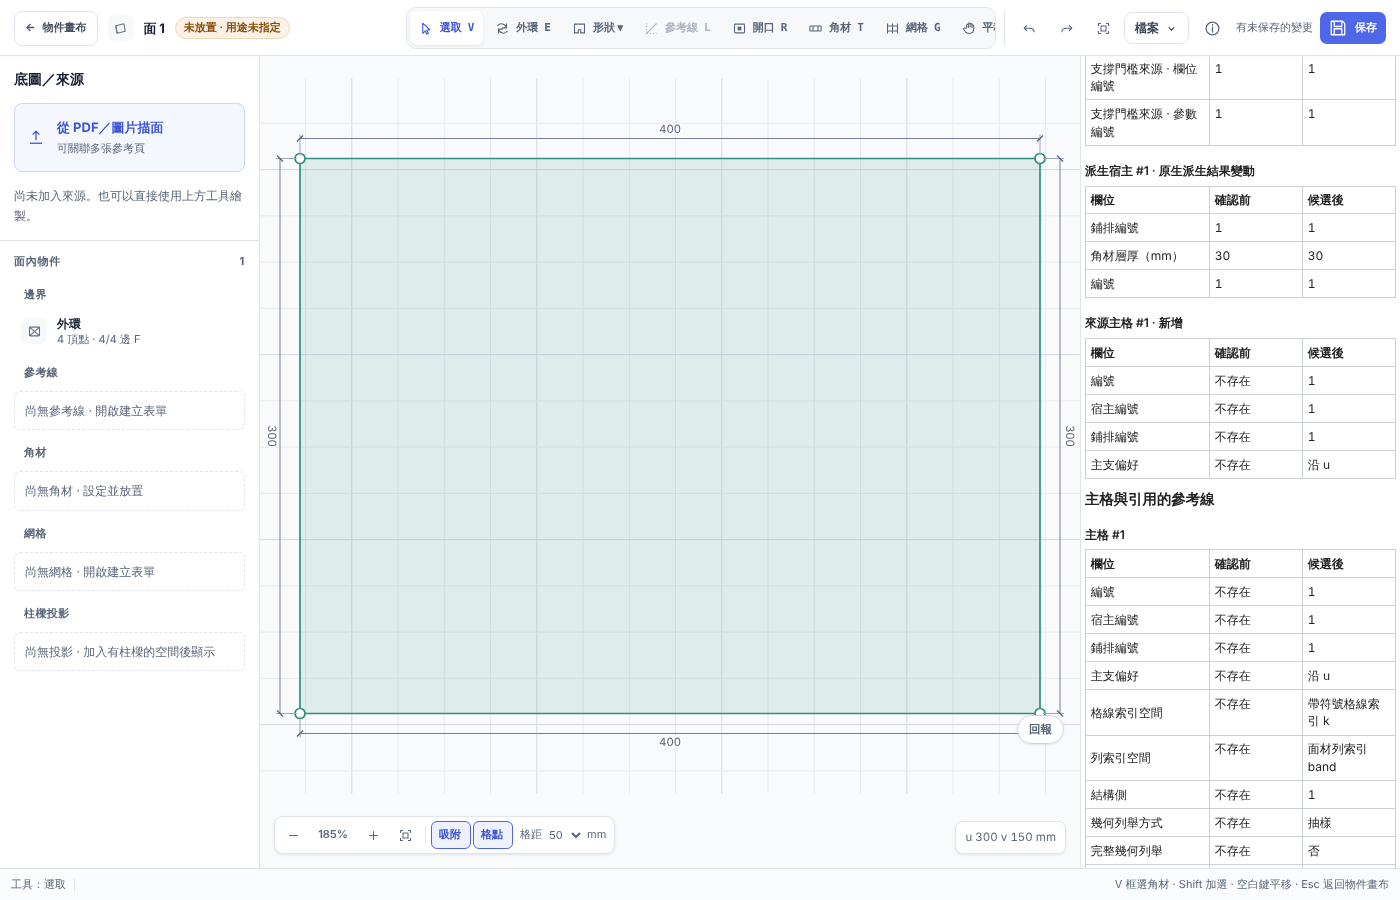 物件畫布
面 1
未放置 · 用途未指定
選取 V
外環 E
形狀▾
參考線 L
開口 R
角材 T
網格 G
檔案
有未保存的變更
保存
底圖／來源
從 PDF／圖片描面
可關聯多張參考頁
尚未加入來源。也可以直接使用上方工具繪
製。
面內物件 1
邊界
外環
4 頂點 · 4/4 邊 F
參考線
尚無參考線 · 開啟建立表單
角材
尚無角材 · 設定並放置
網格
尚無網格 · 開啟建立表單
柱樑投影
尚無投影 · 加入有柱樑的空間後顯示
400
300
300
400
回報
185%
吸附
格點
格距 50 mm
u 300 v 150 mm
支撐門檻來源 · 欄位 1 1
編號
支撐門檻來源 · 參數 1 1
編號
派生宿主 #1 · 原生派生結果變動
欄位 確認前 候選後
鋪排編號 1 1
角材層厚（mm） 30 30
編號 1 1
來源主格 #1 · 新增
欄位 確認前 候選後
編號 不存在 1
宿主編號 不存在 1
鋪排編號 不存在 1
主支偏好 不存在 沿 u
主格與引用的參考線
主格 #1
欄位 確認前 候選後
編號 不存在 1
宿主編號 不存在 1
鋪排編號 不存在 1
主支偏好 不存在 沿 u
格線索引空間 不存在 帶符號格線索
引 k
列索引空間 不存在 面材列索引
band
結構側 不存在 1
幾何列舉方式 不存在 抽樣
完整幾何列舉 不存在 否
工具：選取
V 框選角材 · Shift 加選 · 空白鍵平移 · Esc 返回物件畫布